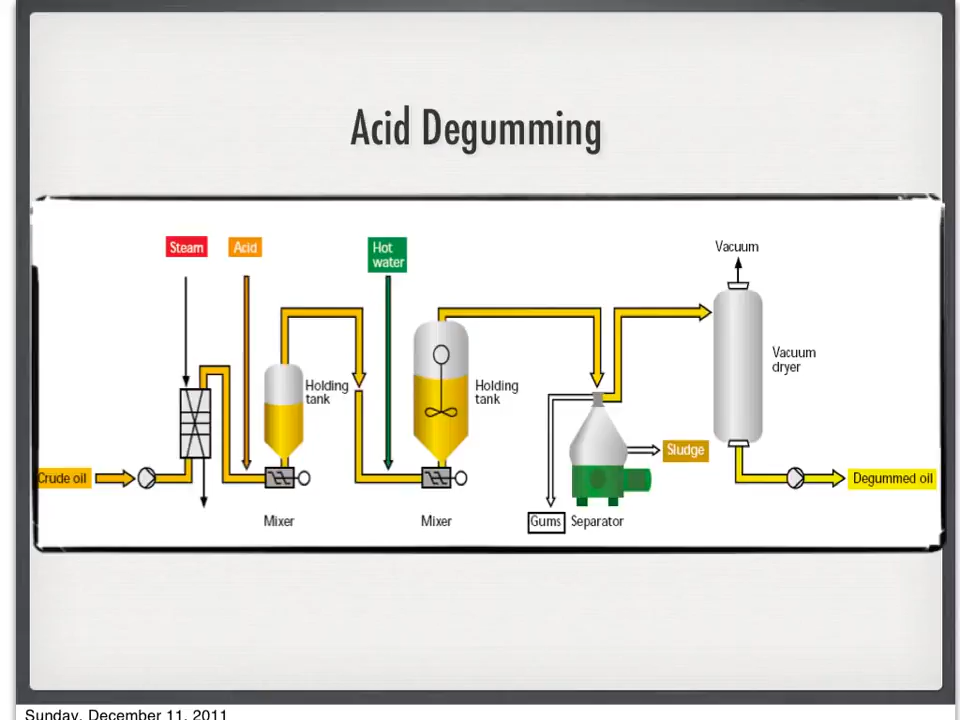 Acid Degumming
Steam
Acid
Hot
water
Vacuum
Holding
tank
Holding
tank
Vacuum
dryer
Crude oil
Sludge
Degummed oil
Mixer
Mixer
Gums
Separator
Sunday, December 11, 2011